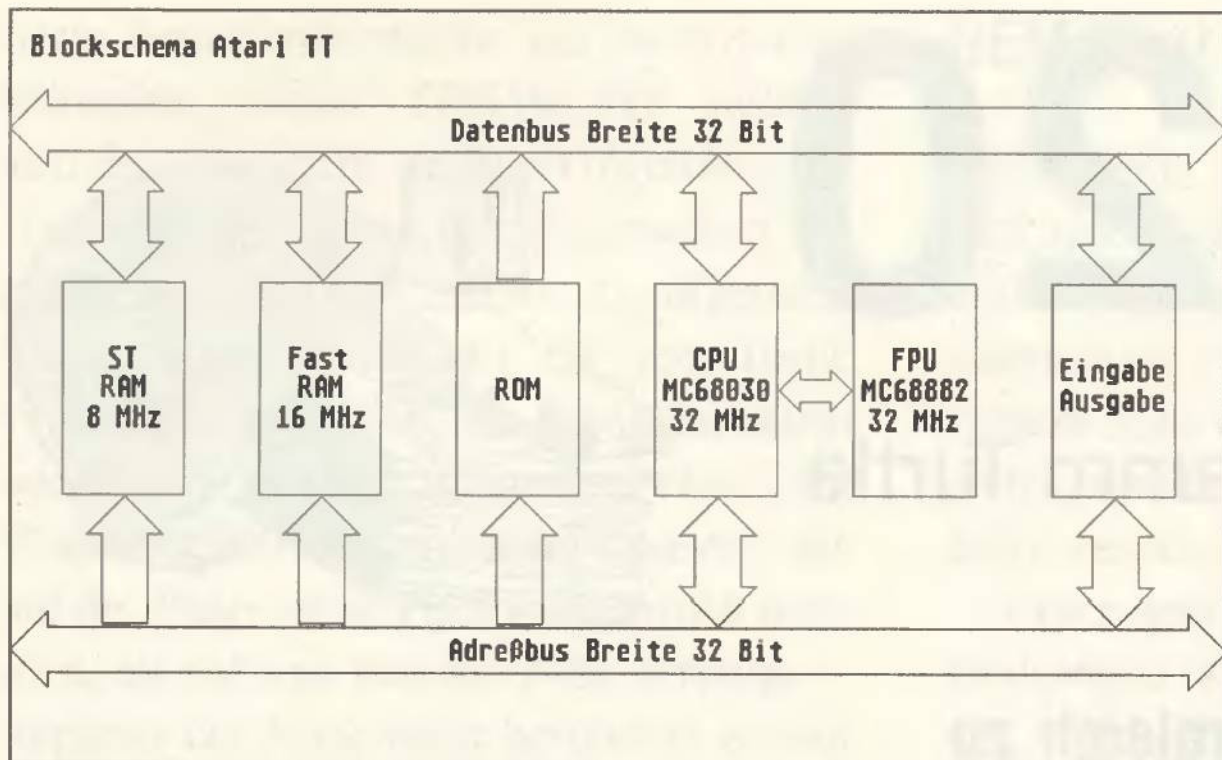 Blockschema Atari TT
Datenbus Breite 32 Bit
ST
RAM
8 MHz
Fast
RAM
16 MHz
ROM
CPU
MC68030
32 MHz
FPU
MC68882
32 MHz
Eingabe
Ausgabe
Adreßbus Breite 32 Bit